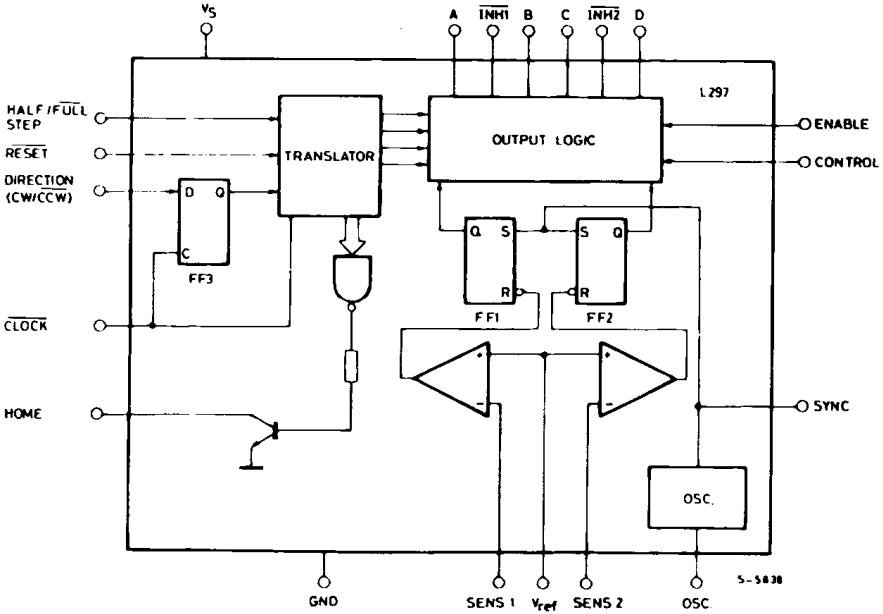 VS
A INH1 B C INH2 D
L297
HALF/FULL
STEP
RESET
DIRECTION
(CW/CCW)
TRANSLATOR
OUTPUT LOGIC
ENABLE
CONTROL
D Q
C
FF3
Q S
R
FF1
S Q
R
FF2
CLOCK
+
-
+
-
HOME
SYNC
OSC.
GND
SENS 1
Vref
SENS 2
OSC.
S-5838